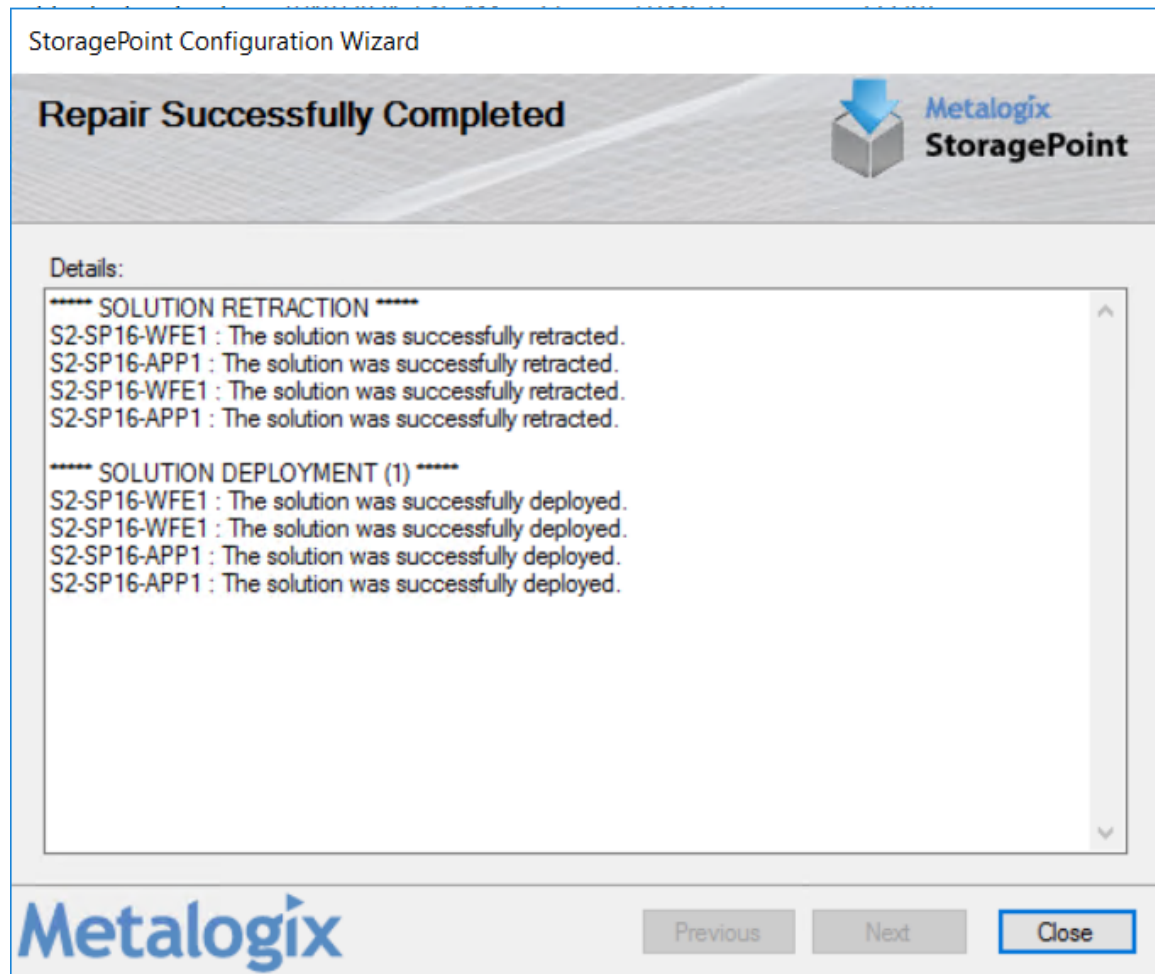 StoragePoint Configuration Wizard
Repair Successfully Completed
Metalogix
StoragePoint
Details:
***** SOLUTION RETRACTION *****
S2-SP16-WFE1 : The solution was successfully retracted.
S2-SP16-APP1 : The solution was successfully retracted.
S2-SP16-WFE1 : The solution was successfully retracted.
S2-SP16-APP1 : The solution was successfully retracted.
***** SOLUTION DEPLOYMENT (1) *****
S2-SP16-WFE1 : The solution was successfully deployed.
S2-SP16-WFE1 : The solution was successfully deployed.
S2-SP16-APP1 : The solution was successfully deployed.
S2-SP16-APP1 : The solution was successfully deployed.
Metalogix
Previous
Next
Close